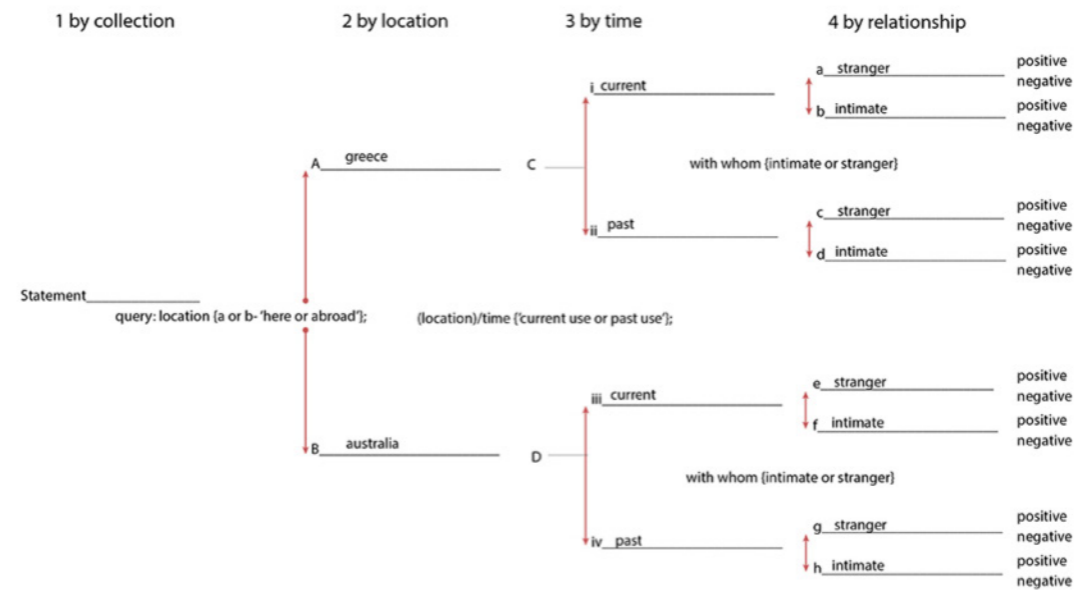 1 by collection
2 by location
3 by time
4 by relationship
a stranger
positive
negative
i current
b intimate
positive
negative
A greece
C
with whom {intimate or stranger}
c stranger
positive
negative
ii past
d intimate
positive
negative
Statement
query: location {a or b- 'here or abroad'};
(location)/time {'current use or past use'};
e stranger
positive
negative
iii current
f intimate
positive
negative
B australia
D
with whom {intimate or stranger}
g stranger
positive
negative
iv past
h intimate
positive
negative